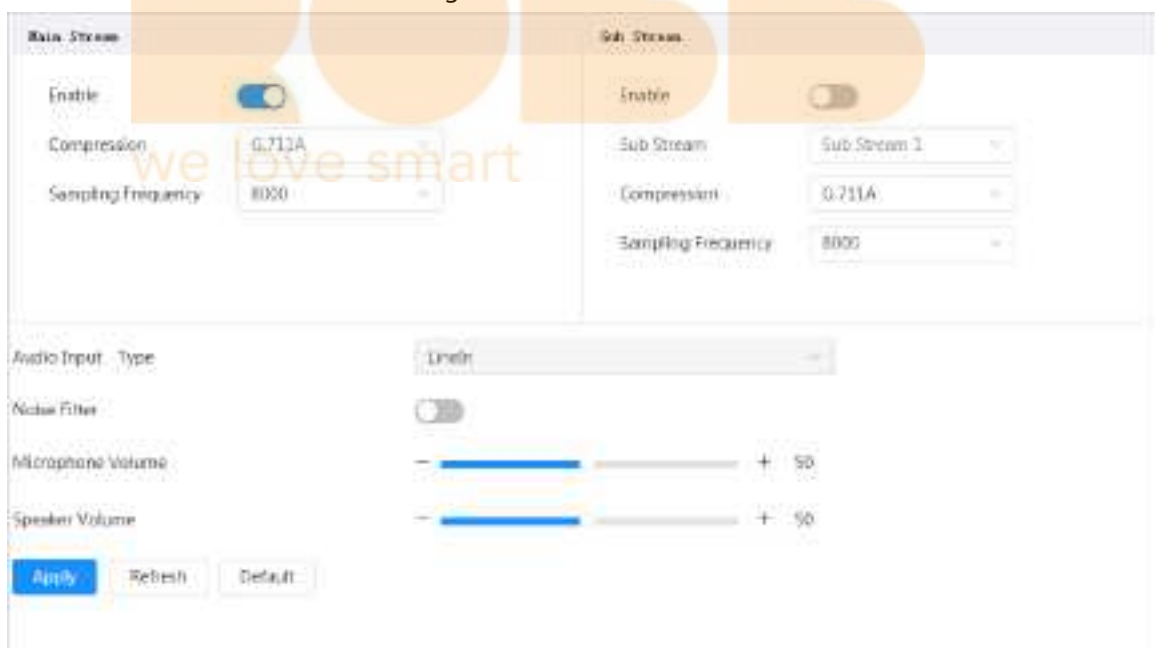 Main Stream
Sub Stream
Enable
Enable
Compression
G.711A
Sub Stream
Sub Stream 1
Sampling Frequency
8000
Compression
G.711A
Sampling Frequency
8000
we love smart
Audio Input Type
LineIn
Noise Filter
Microphone Volume
- + 50
Speaker Volume
- + 50
Apply
Refresh
Default